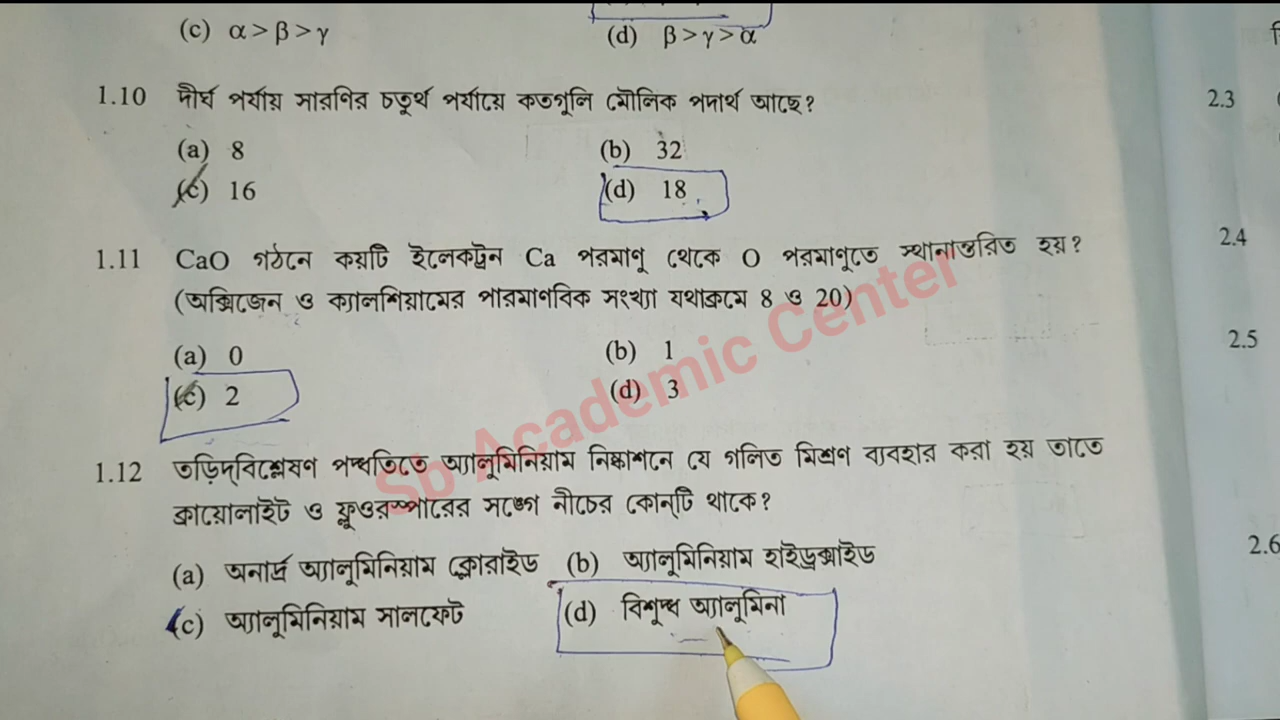 (c) α > β > γ (d) β > γ > α
1.10 দীর্ঘ পর্যায় সারণির চতুর্থ পর্যায়ে কতগুলি মৌলিক পদার্থ আছে?
(a) 8 (b) 32
(c) 16 (d) 18
1.11 CaO গঠনে কয়টি ইলেকট্রন Ca পরমাণু থেকে O পরমাণুতে স্থানান্তরিত হয়?
(অক্সিজেন ও ক্যালশিয়ামের পারমাণবিক সংখ্যা যথাক্রমে 8 ও 20)
(a) 0 (b) 1
(c) 2 (d) 3
1.12 তড়িদ্‌বিশ্লেষণ পদ্ধতিতে অ্যালুমিনিয়াম নিষ্কাশনে যে গলিত মিশ্রণ ব্যবহার করা হয় তাতে
ক্রায়োলাইট ও ফ্লুওরস্পারের সঙ্গে নীচের কোন্‌টি থাকে?
(a) অনার্দ্র অ্যালুমিনিয়াম ক্লোরাইড (b) অ্যালুমিনিয়াম হাইড্রক্সাইড
(c) অ্যালুমিনিয়াম সালফেট (d) বিশুদ্ধ অ্যালুমিনা
2.3
2.4
2.5
2.6
Sb Academic Center